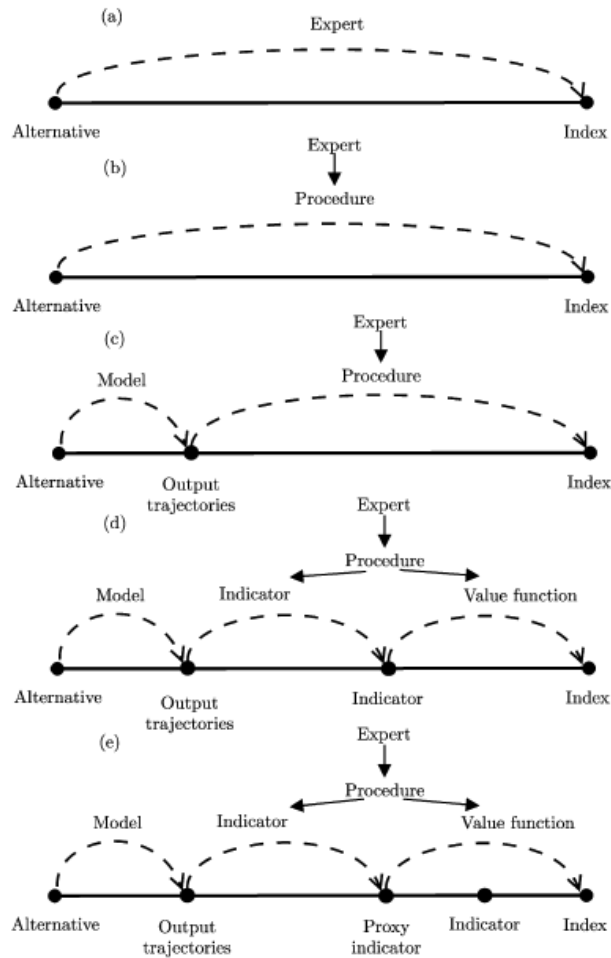 (a)
Expert
Alternative
Index
Expert
(b)
Procedure
Alternative
Index
Expert
(c)
Model
Procedure
Alternative
Output
trajectories
Index
Expert
(d)
Procedure
Model
Indicator
Value function
Alternative
Output
trajectories
Indicator
Index
Expert
(e)
Procedure
Model
Indicator
Value function
Alternative
Output
trajectories
Proxy
indicator
Indicator
Index